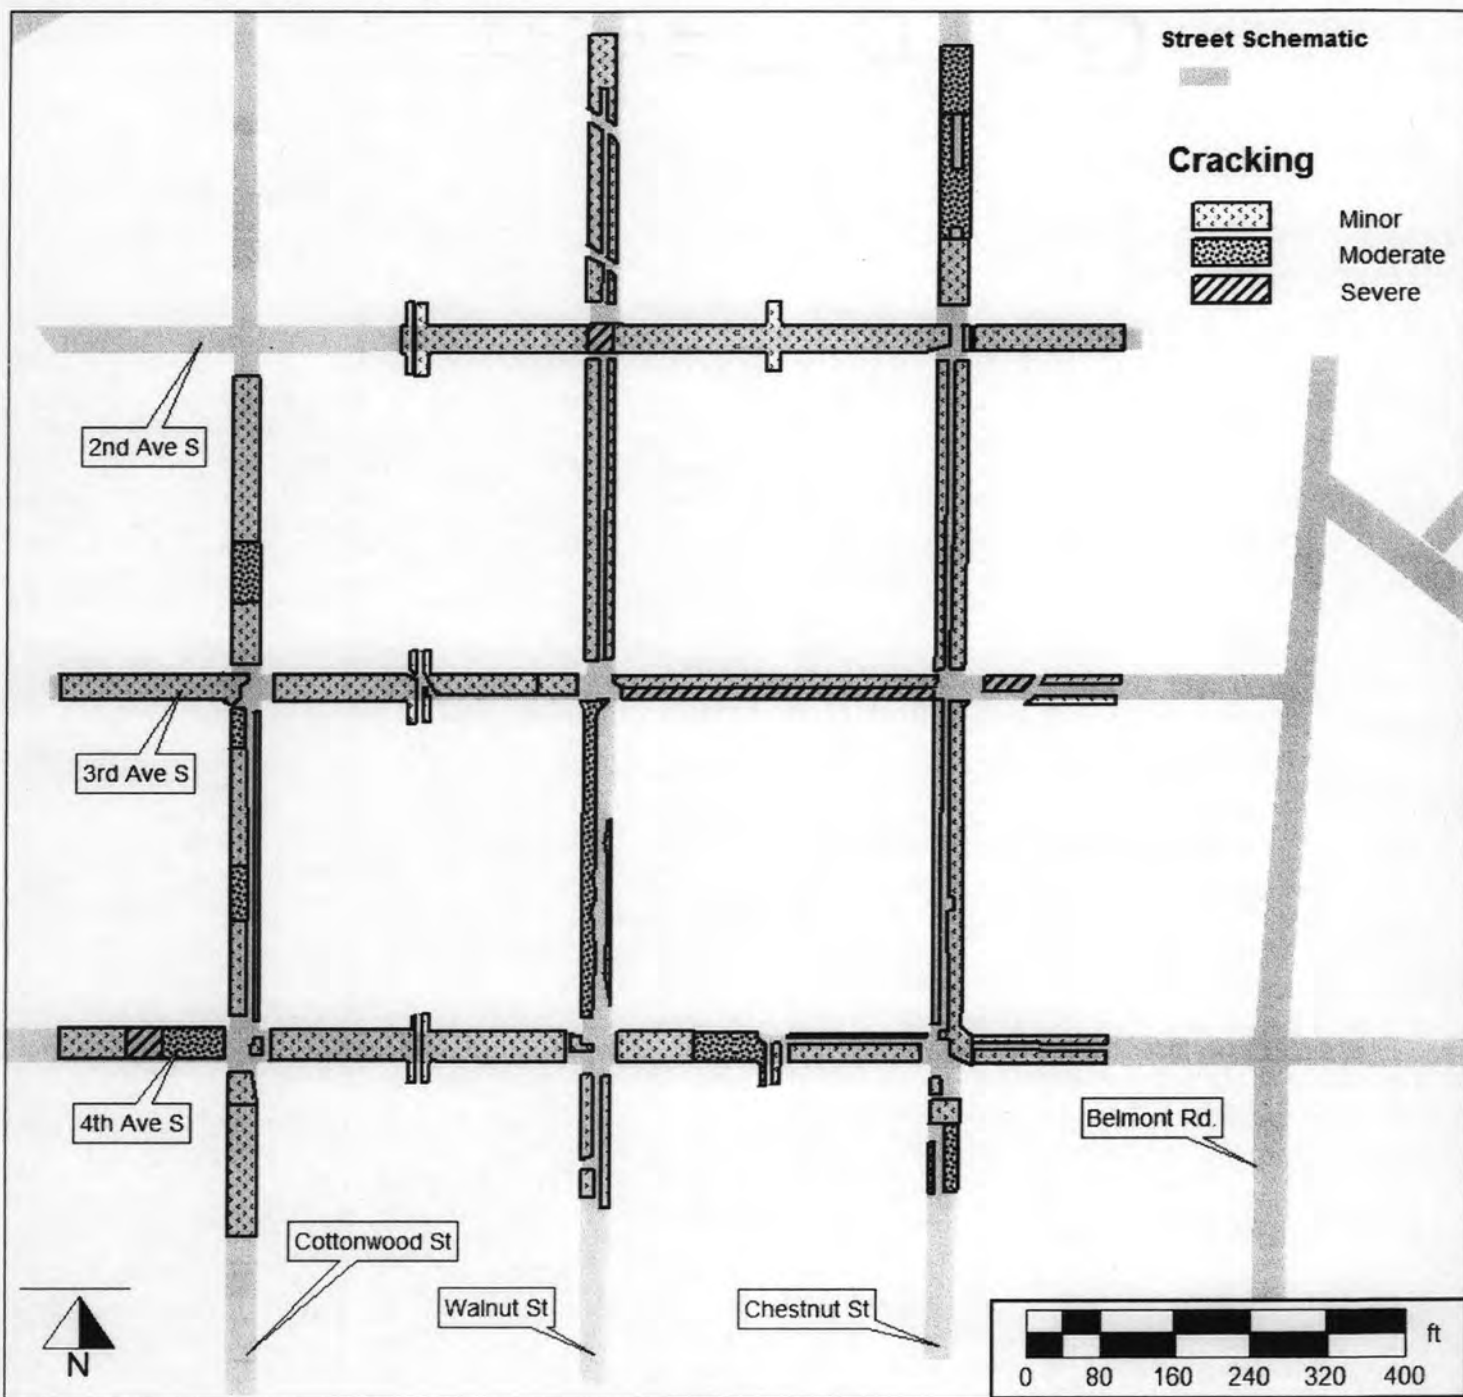 Street Schematic
Cracking
Minor
Moderate
Severe
2nd Ave S
3rd Ave S
4th Ave S
Belmont Rd.
Cottonwood St
Walnut St
Chestnut St
N
ft
0 80 160 240 320 400